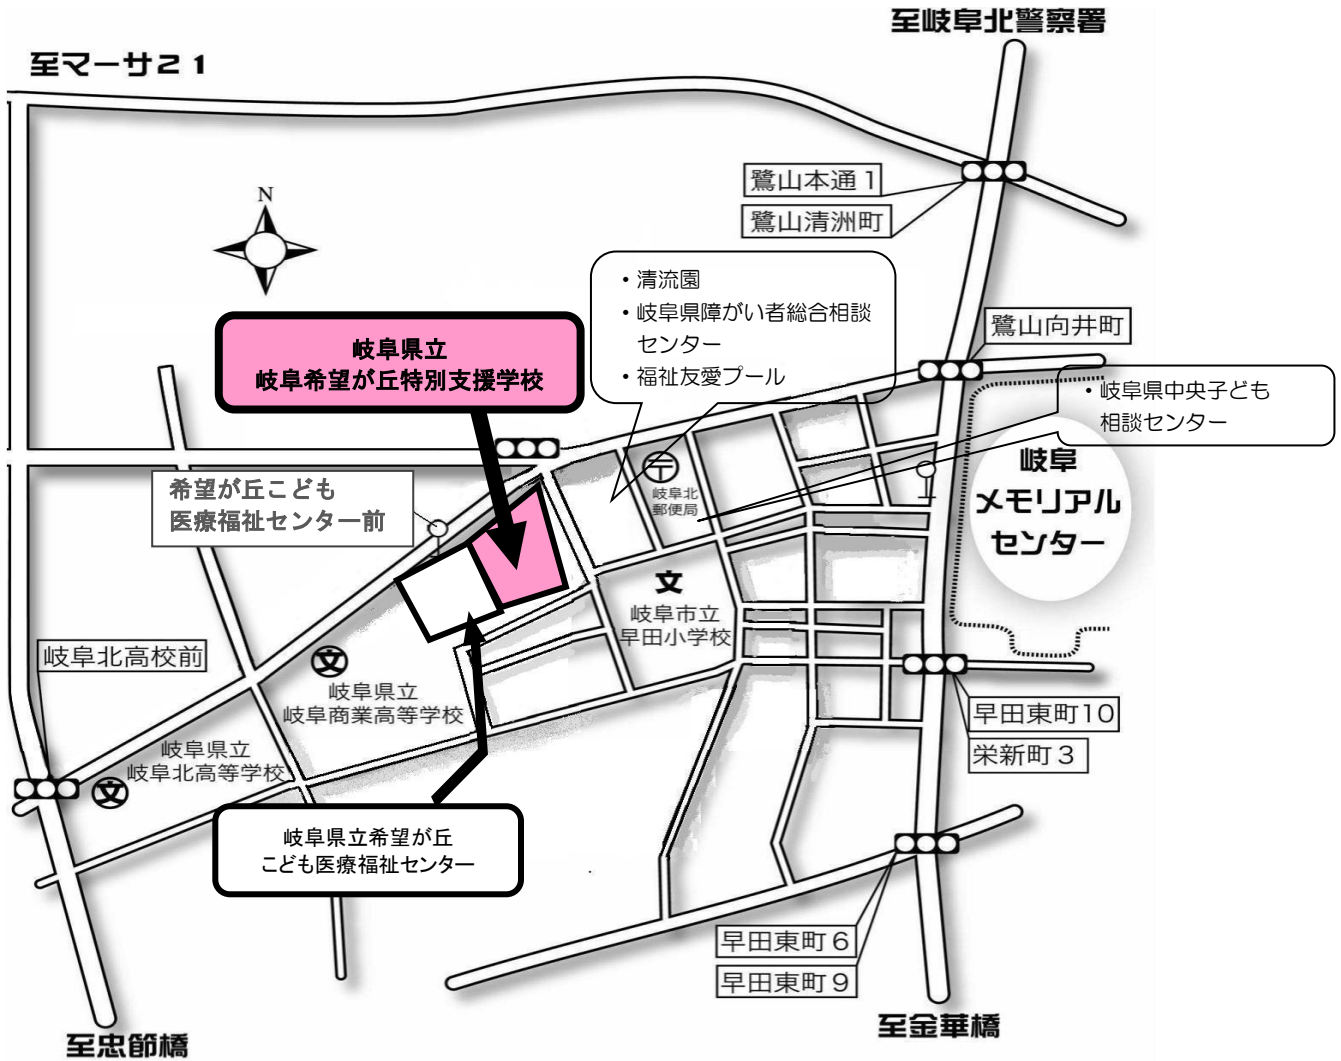 至岐阜北警察署
至マーサ21
鷺山本通1
鷺山清洲町
N
・清流園
・岐阜県障がい者総合相談
センター
・福祉友愛プール
鷺山向井町
岐阜県立
岐阜希望が丘特別支援学校
・岐阜県中央子ども
相談センター
岐阜
メモリアル
センター
希望が丘こども
医療福祉センター前
〒
岐阜北
郵便局
文
岐阜市立
早田小学校
岐阜北高校前
文
岐阜県立
岐阜商業高等学校
早田東町10
栄新町3
岐阜県立
岐阜北高等学校
文
岐阜県立希望が丘
こども医療福祉センター
早田東町6
早田東町9
至金華橋
至忠節橋